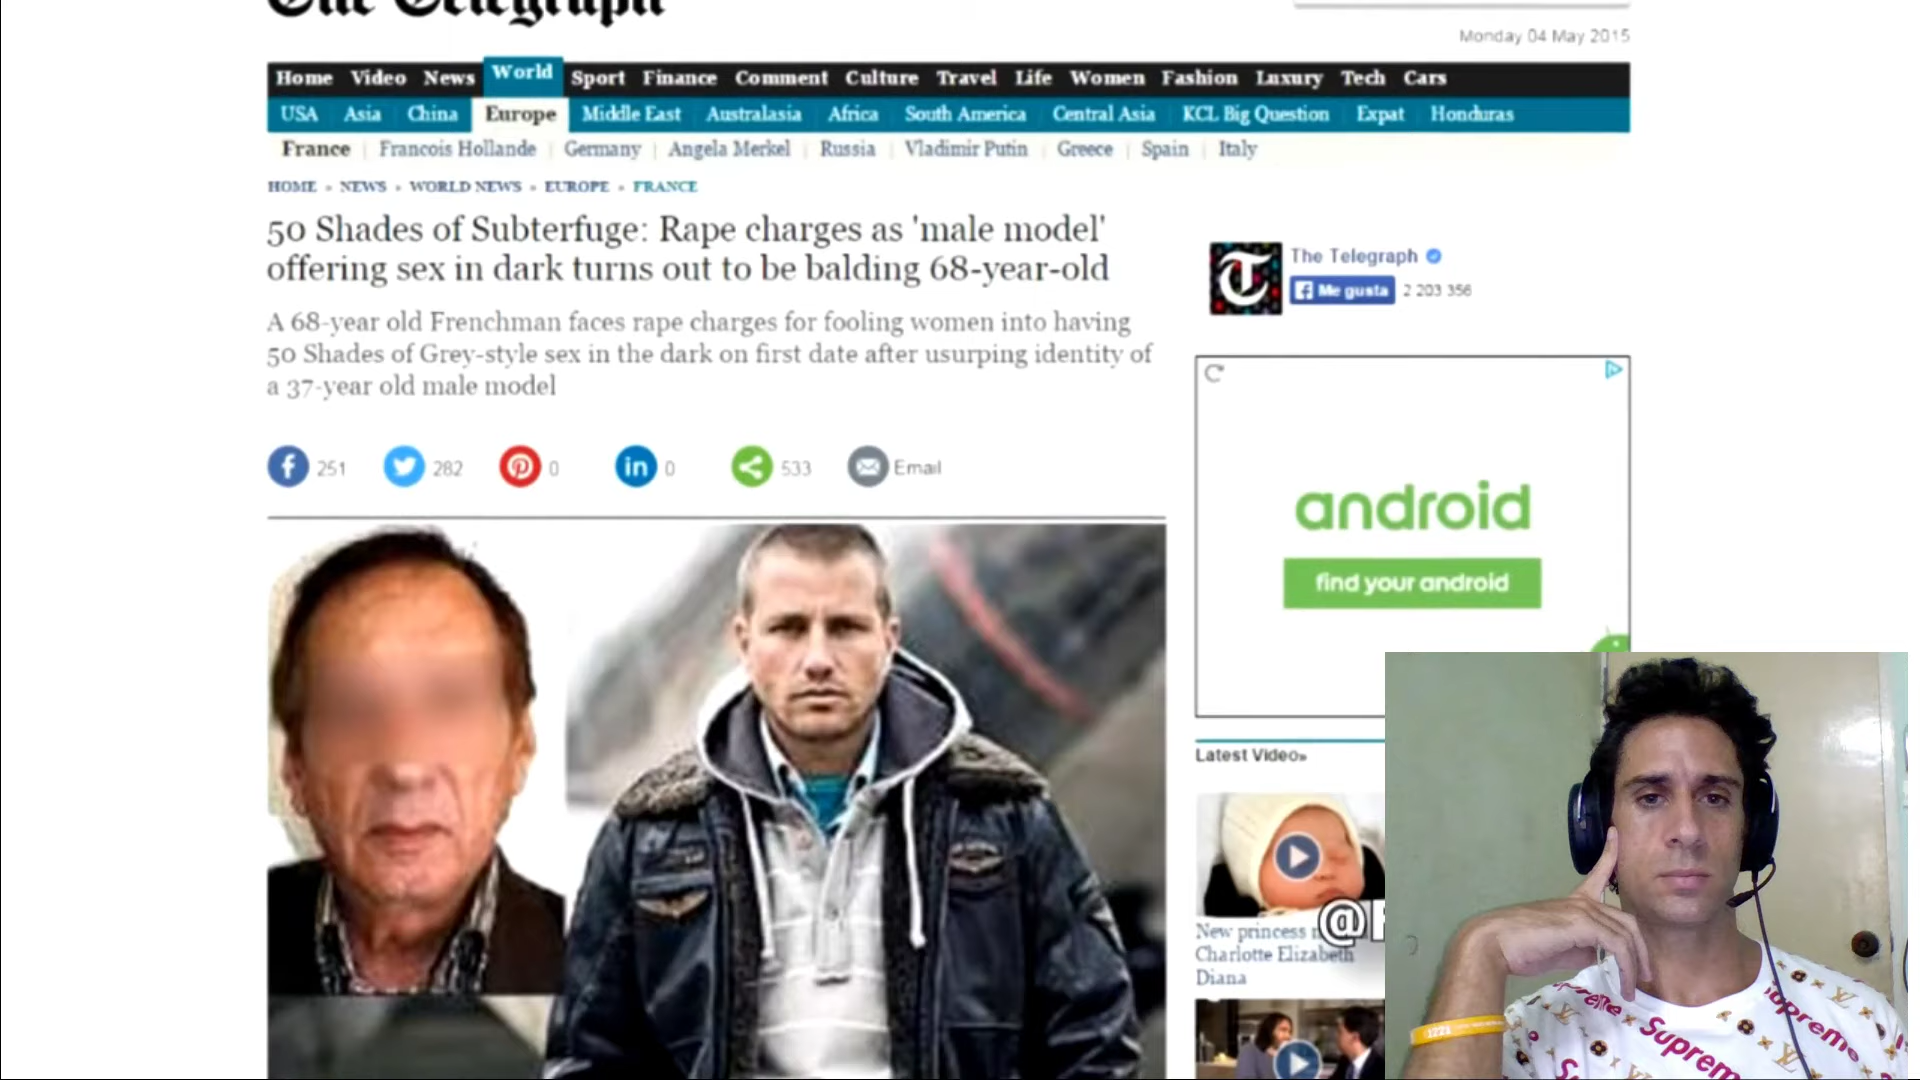 The Telegraph
Monday 04 May 2015
Home Video News World Sport Finance Comment Culture Travel Life Women Fashion Luxury Tech Cars
USA Asia China Europe Middle East Australasia Africa South America Central Asia KCL Big Question Expat Honduras
France Francois Hollande Germany Angela Merkel Russia Vladimir Putin Greece Spain Italy
HOME » NEWS » WORLD NEWS » EUROPE » FRANCE
50 Shades of Subterfuge: Rape charges as 'male model'
offering sex in dark turns out to be balding 68-year-old
A 68-year old Frenchman faces rape charges for fooling women into having
50 Shades of Grey-style sex in the dark on first date after usurping identity of
a 37-year old male model
251 282 0 0 533 Email
The Telegraph
Me gusta 2 203 356
android
find your android
Latest Video»
New princess
Charlotte Elizabeth
Diana
@
1221
Supreme
Supreme
Suprem